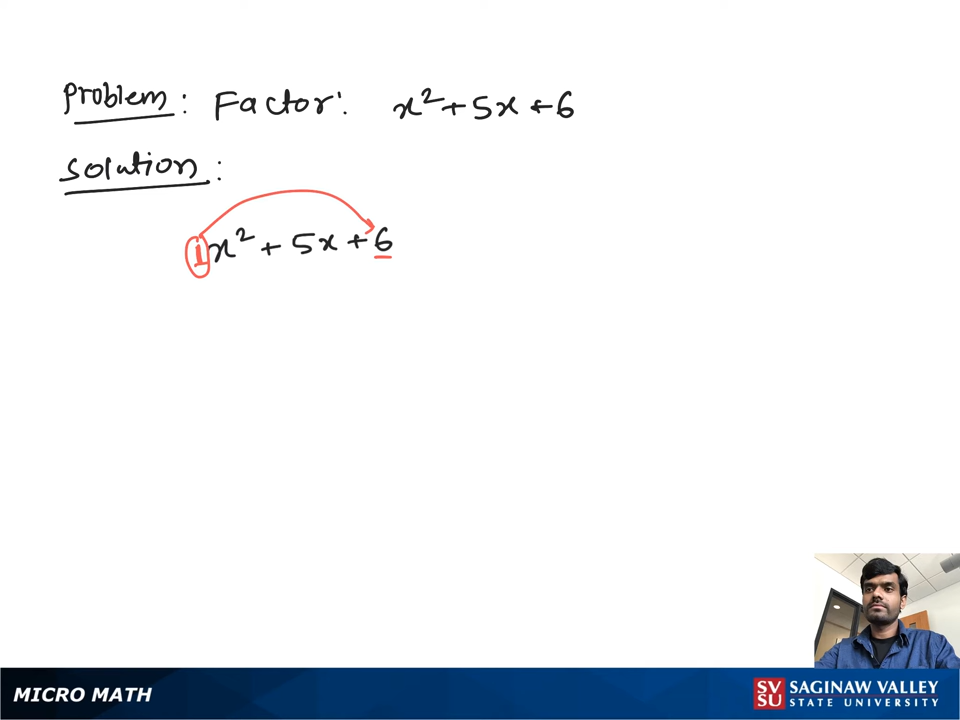 Problem : Factor: x²+5x+6
Solution :
1x²+5x+6
MICRO MATH
SV
SU
SAGINAW VALLEY
STATE UNIVERSITY